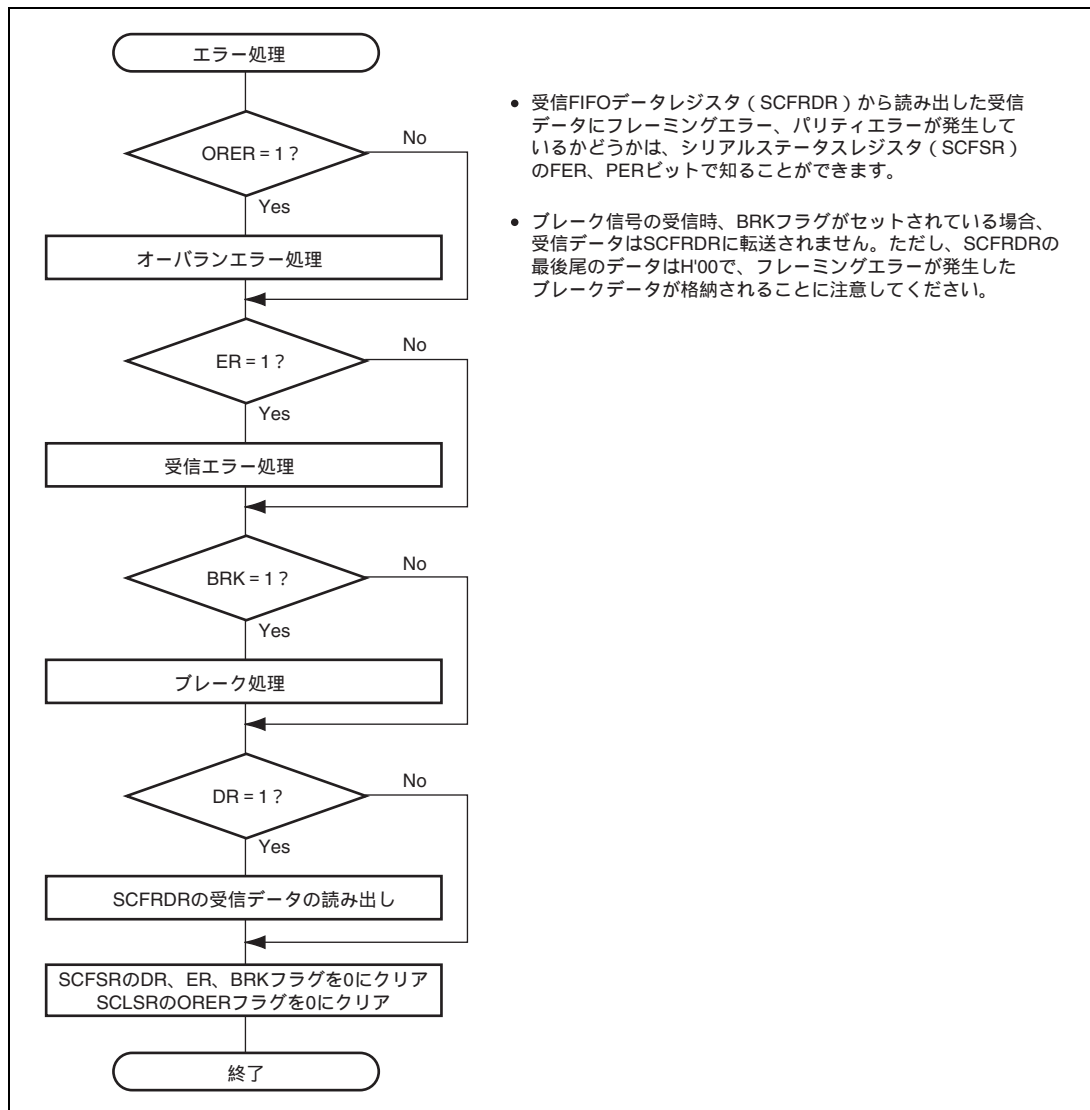 エラー処理
ORER = 1 ?
No
Yes
オーバランエラー処理
ER = 1 ?
No
Yes
受信エラー処理
BRK = 1 ?
No
Yes
ブレーク処理
DR = 1 ?
No
Yes
SCFRDRの受信データの読み出し
SCFSRのDR、ER、BRKフラグを0にクリア
SCLSRのORERフラグを0にクリア
終了
● 受信FIFOデータレジスタ（SCFRDR）から読み出した受信
データにフレーミングエラー、パリティエラーが発生して
いるかどうかは、シリアルステータスレジスタ（SCFSR）
のFER、PERビットで知ることができます。
● ブレーク信号の受信時、BRKフラグがセットされている場合、
受信データはSCFRDRに転送されません。ただし、SCFRDRの
最後尾のデータはH'00で、フレーミングエラーが発生した
ブレークデータが格納されることに注意してください。